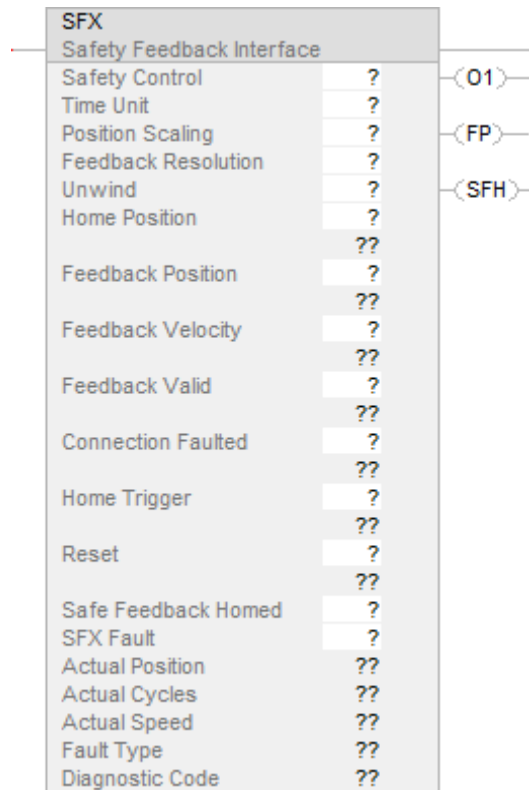 SFX
Safety Feedback Interface
Safety Control ? (O1)
Time Unit ?
Position Scaling ? (FP)
Feedback Resolution ?
Unwind ? (SFH)
Home Position ?
??
Feedback Position ?
??
Feedback Velocity ?
??
Feedback Valid ?
??
Connection Faulted ?
??
Home Trigger ?
??
Reset ?
??
Safe Feedback Homed ?
SFX Fault ?
Actual Position ??
Actual Cycles ??
Actual Speed ??
Fault Type ??
Diagnostic Code ??